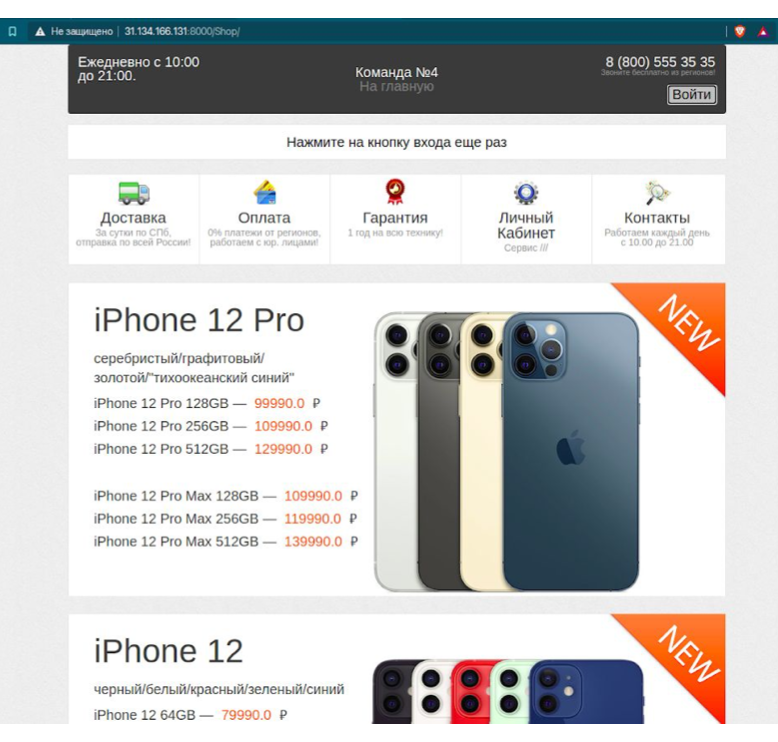 Не защищено | 31.134.166.131:8000/Shop/
Ежедневно с 10:00
до 21:00.
Команда №4
На главную
8 (800) 555 35 35
Звоните бесплатно из регионов!
Войти
Нажмите на кнопку входа еще раз
Доставка
За сутки по СПб,
отправка по всей России!
Оплата
0% платежи от регионов,
работаем с юр. лицами!
Гарантия
1 год на всю технику!
Личный
Кабинет
Сервис ///
Контакты
Работаем каждый день
с 10.00 до 21.00
iPhone 12 Pro
серебристый/графитовый/
золотой/"тихоокеанский синий"
iPhone 12 Pro 128GB — 99990.0 ₽
iPhone 12 Pro 256GB — 109990.0 ₽
iPhone 12 Pro 512GB — 129990.0 ₽
iPhone 12 Pro Max 128GB — 109990.0 ₽
iPhone 12 Pro Max 256GB — 119990.0 ₽
iPhone 12 Pro Max 512GB — 139990.0 ₽
NEW
iPhone 12
черный/белый/красный/зеленый/синий
iPhone 12 64GB — 79990.0 ₽
NEW